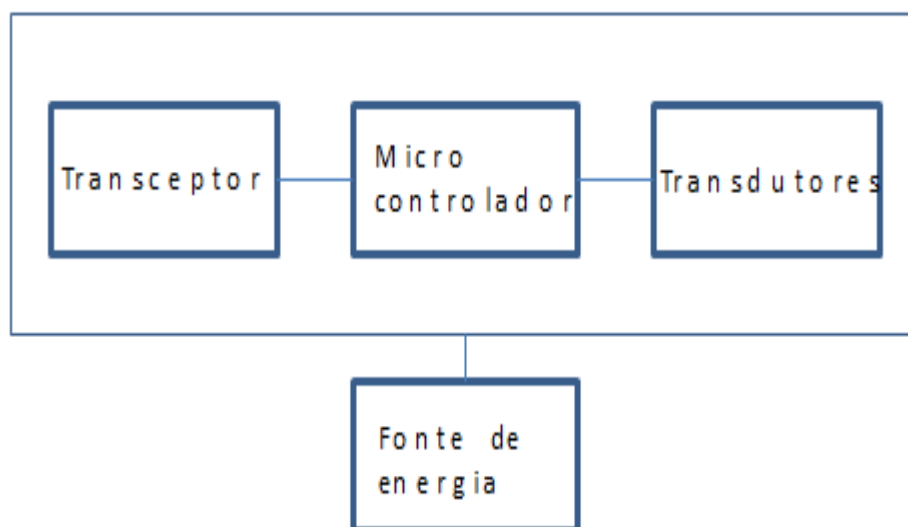 Transceptor
Micro
controlador
Transdutores
Fonte de
energia